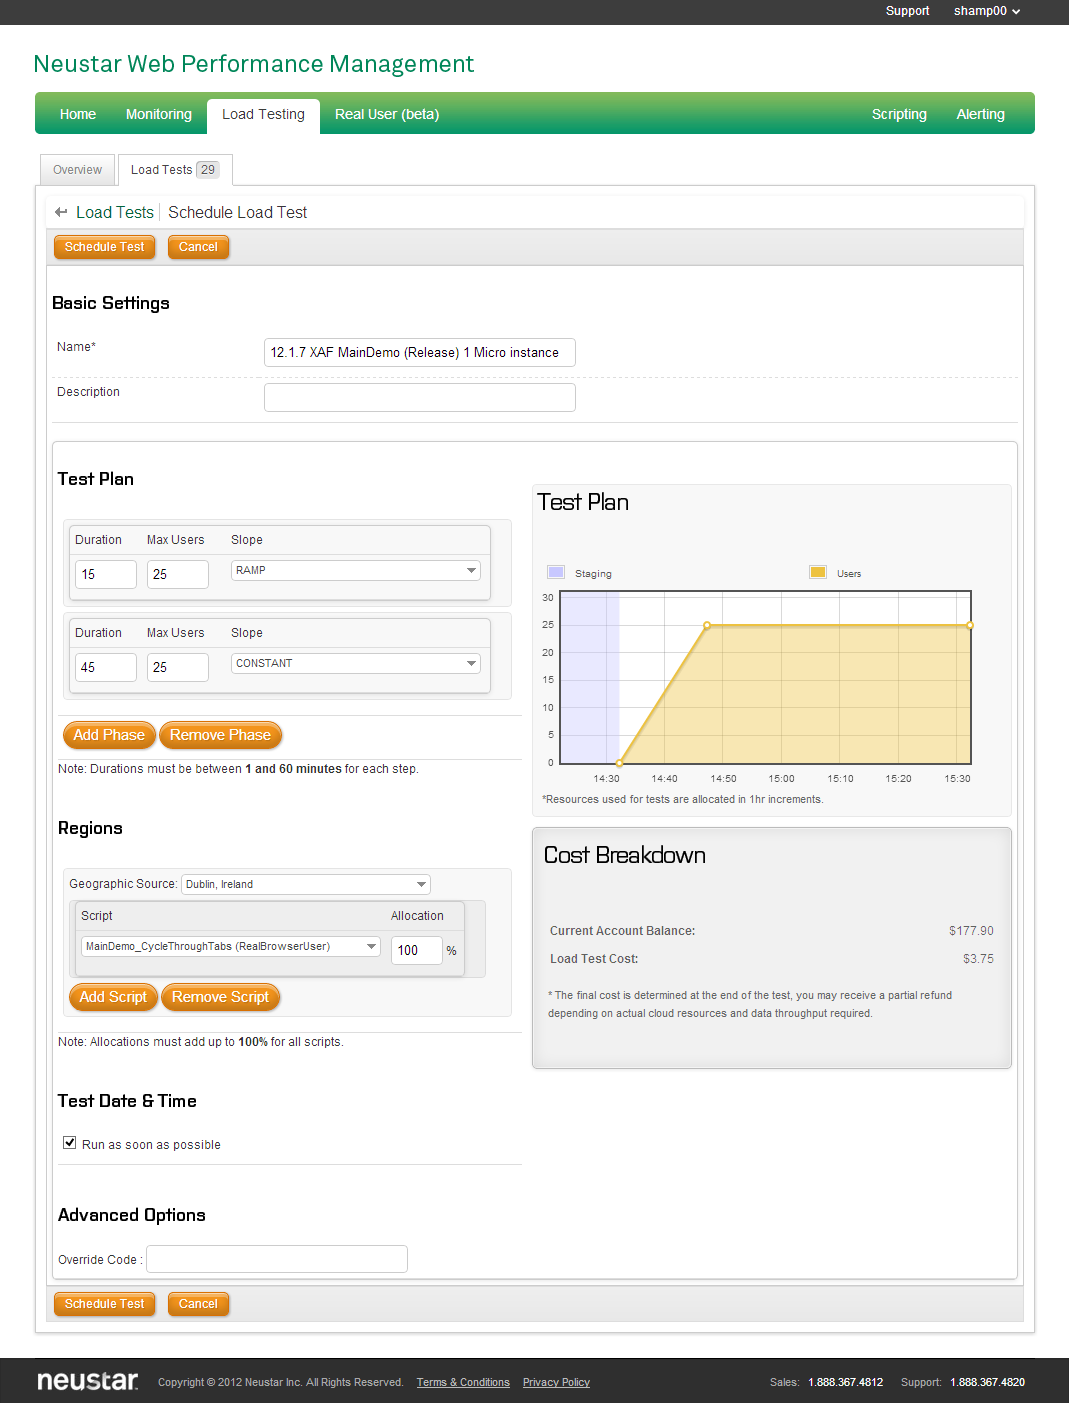 Support shamp00
Neustar Web Performance Management
Home Monitoring Load Testing Real User (beta) Scripting Alerting
Overview Load Tests 29
Load Tests Schedule Load Test
Schedule Test Cancel
Basic Settings
Name* 12.1.7 XAF MainDemo (Release) 1 Micro instance
Description
Test Plan
Duration Max Users Slope
15 25 RAMP
Duration Max Users Slope
45 25 CONSTANT
Add Phase Remove Phase
Note: Durations must be between 1 and 60 minutes for each step.
Test Plan
Staging Users
30
25
20
15
10
5
0
14:30 14:40 14:50 15:00 15:10 15:20 15:30
*Resources used for tests are allocated in 1hr increments.
Regions
Geographic Source: Dublin, Ireland
Script Allocation
MainDemo_CycleThroughTabs (RealBrowserUser) 100 %
Add Script Remove Script
Note: Allocations must add up to 100% for all scripts.
Cost Breakdown
Current Account Balance: $177.90
Load Test Cost: $3.75
* The final cost is determined at the end of the test, you may receive a partial refund
depending on actual cloud resources and data throughput required.
Test Date & Time
Run as soon as possible
Advanced Options
Override Code :
Schedule Test Cancel
neustar. Copyright © 2012 Neustar Inc. All Rights Reserved. Terms & Conditions Privacy Policy Sales: 1.888.367.4812 Support: 1.888.367.4820